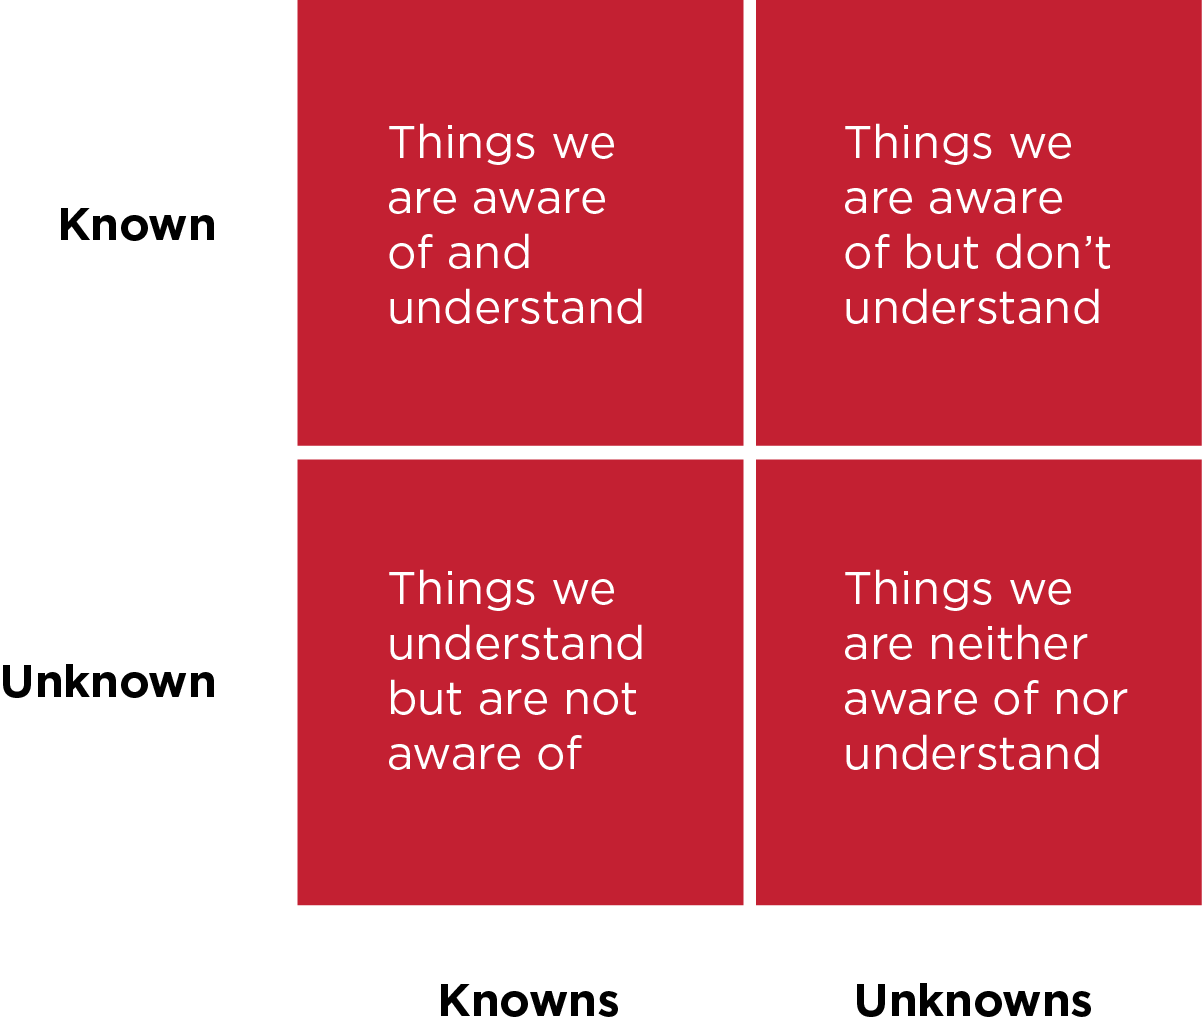 Known
Things we
are aware
of and
understand
Things we
are aware
of but don’t
understand
Unknown
Things we
understand
but are not
aware of
Things we
are neither
aware of nor
understand
Knowns
Unknowns